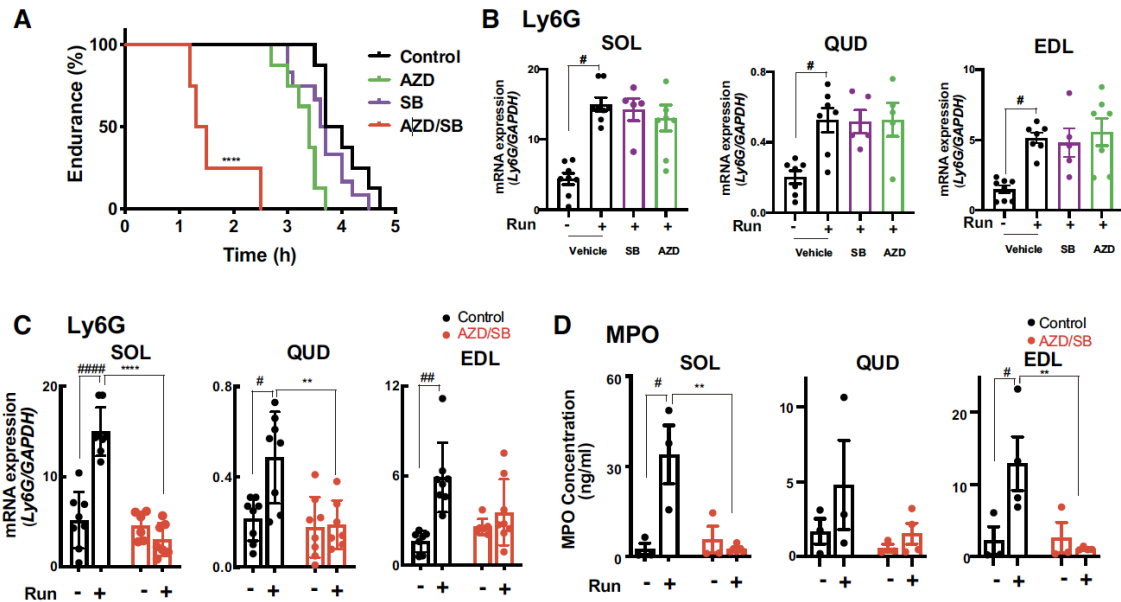 A
Endurance (%)
100
50
0
0 1 2 3 4 5
Time (h)
****
Control
AZD
SB
AZD/SB
B Ly6G
SOL
mRNA expression
(Ly6G/GAPDH)
20
10
0
#
Run - + + +
Vehicle SB AZD
QUD
mRNA expression
(Ly6G/GAPDH)
0.8
0.4
0.0
#
- + + +
Vehicle SB AZD
EDL
mRNA expression
(Ly6G/GAPDH)
10
5
0
#
Run - + + +
Vehicle SB AZD
C Ly6G
Control
AZD/SB
SOL
mRNA expression
(Ly6G/GAPDH)
20
10
0
#### ****
Run - + - +
QUD
0.8
0.4
0.0
# **
- + - +
EDL
12
6
0
##
- + - +
D MPO
Control
AZD/SB
SOL
MPO Concentration
(ng/ml)
60
30
0
# **
Run - + - +
QUD
10
5
0
- + - +
EDL
20
10
0
# **
- + - +